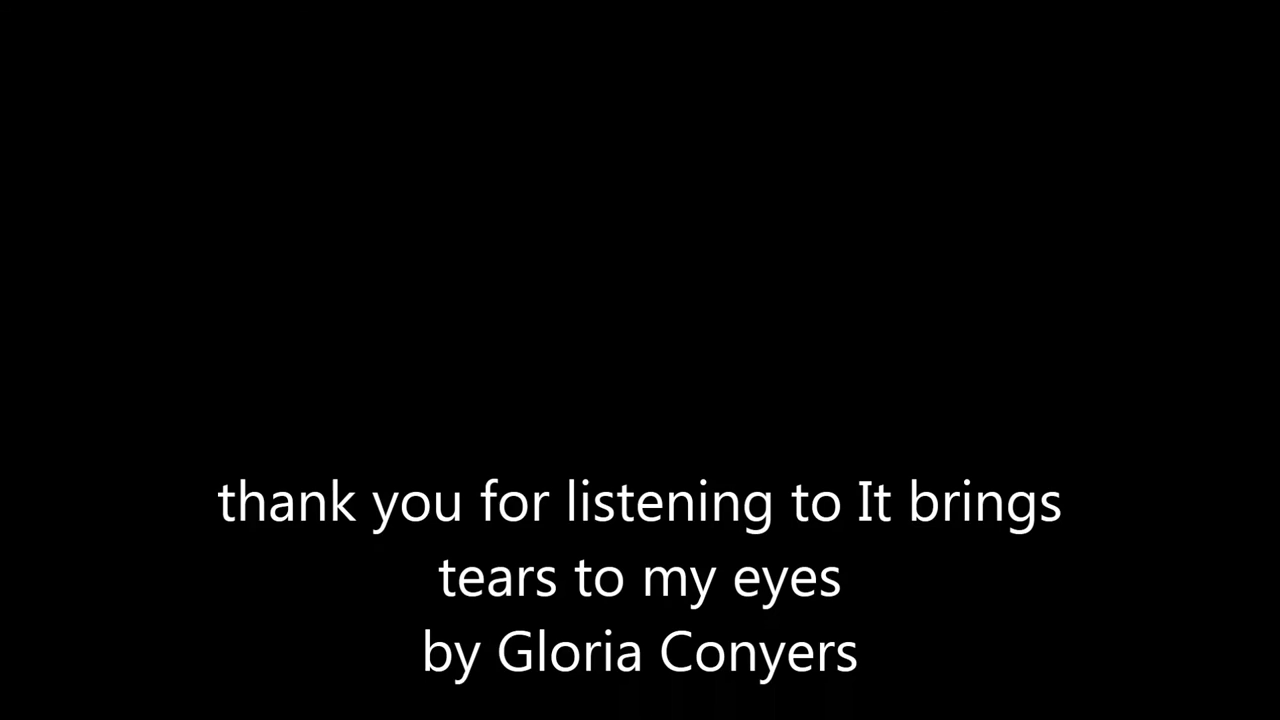 thank you for listening to It brings
tears to my eyes
by Gloria Conyers